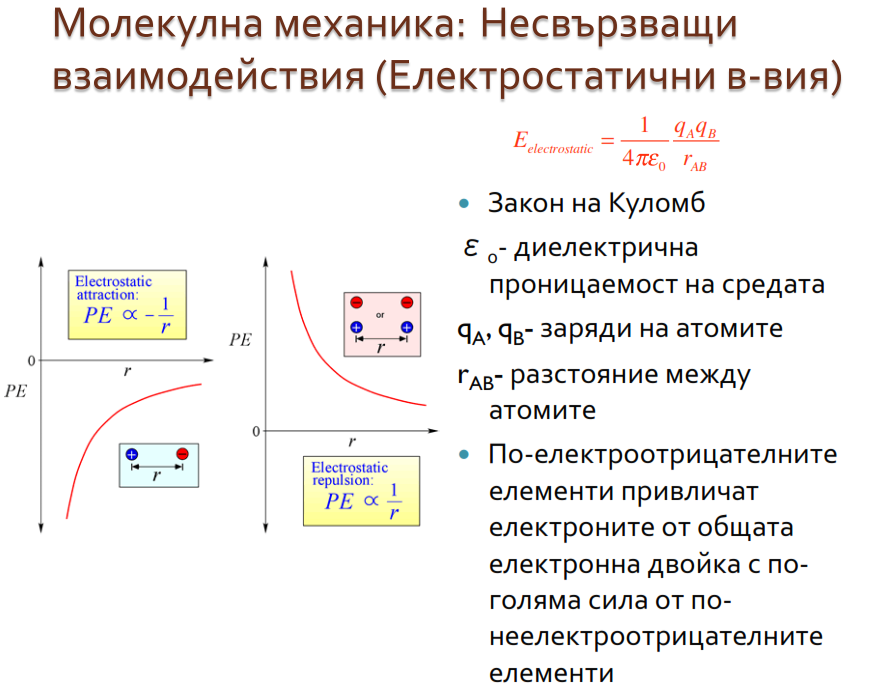 Молекулна механика: Несвързващи
взаимодействия (Електростатични в-вия)
E_electrostatic = 1/(4πε₀) q_A q_B / r_AB
• Закон на Куломб
ε ₀- диелектрична
проницаемост на средата
q_A, q_B- заряди на атомите
r_AB- разстояние между
атомите
• По-електроотрицателните
елементи привличат
електроните от общата
електронна двойка с по-
голяма сила от по-
неелектроотрицателните
елементи
Electrostatic
attraction:
PE ∝ - 1/r
0
r
PE
+ −
r
PE
− −
or
+ +
r
0
r
Electrostatic
repulsion:
PE ∝ 1/r